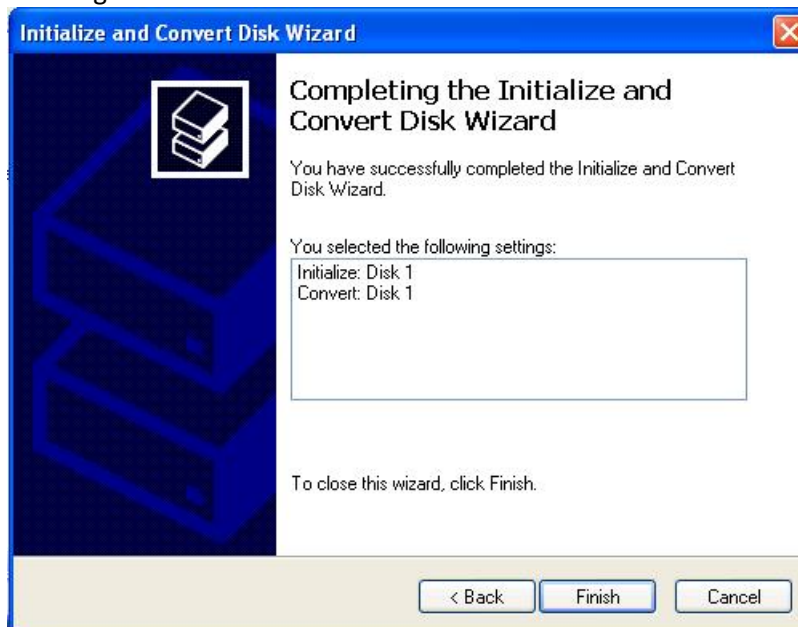 Initialize and Convert Disk Wizard
Completing the Initialize and
Convert Disk Wizard
You have successfully completed the Initialize and Convert
Disk Wizard.
You selected the following settings:
Initialize: Disk 1
Convert: Disk 1
To close this wizard, click Finish.
< Back
Finish
Cancel